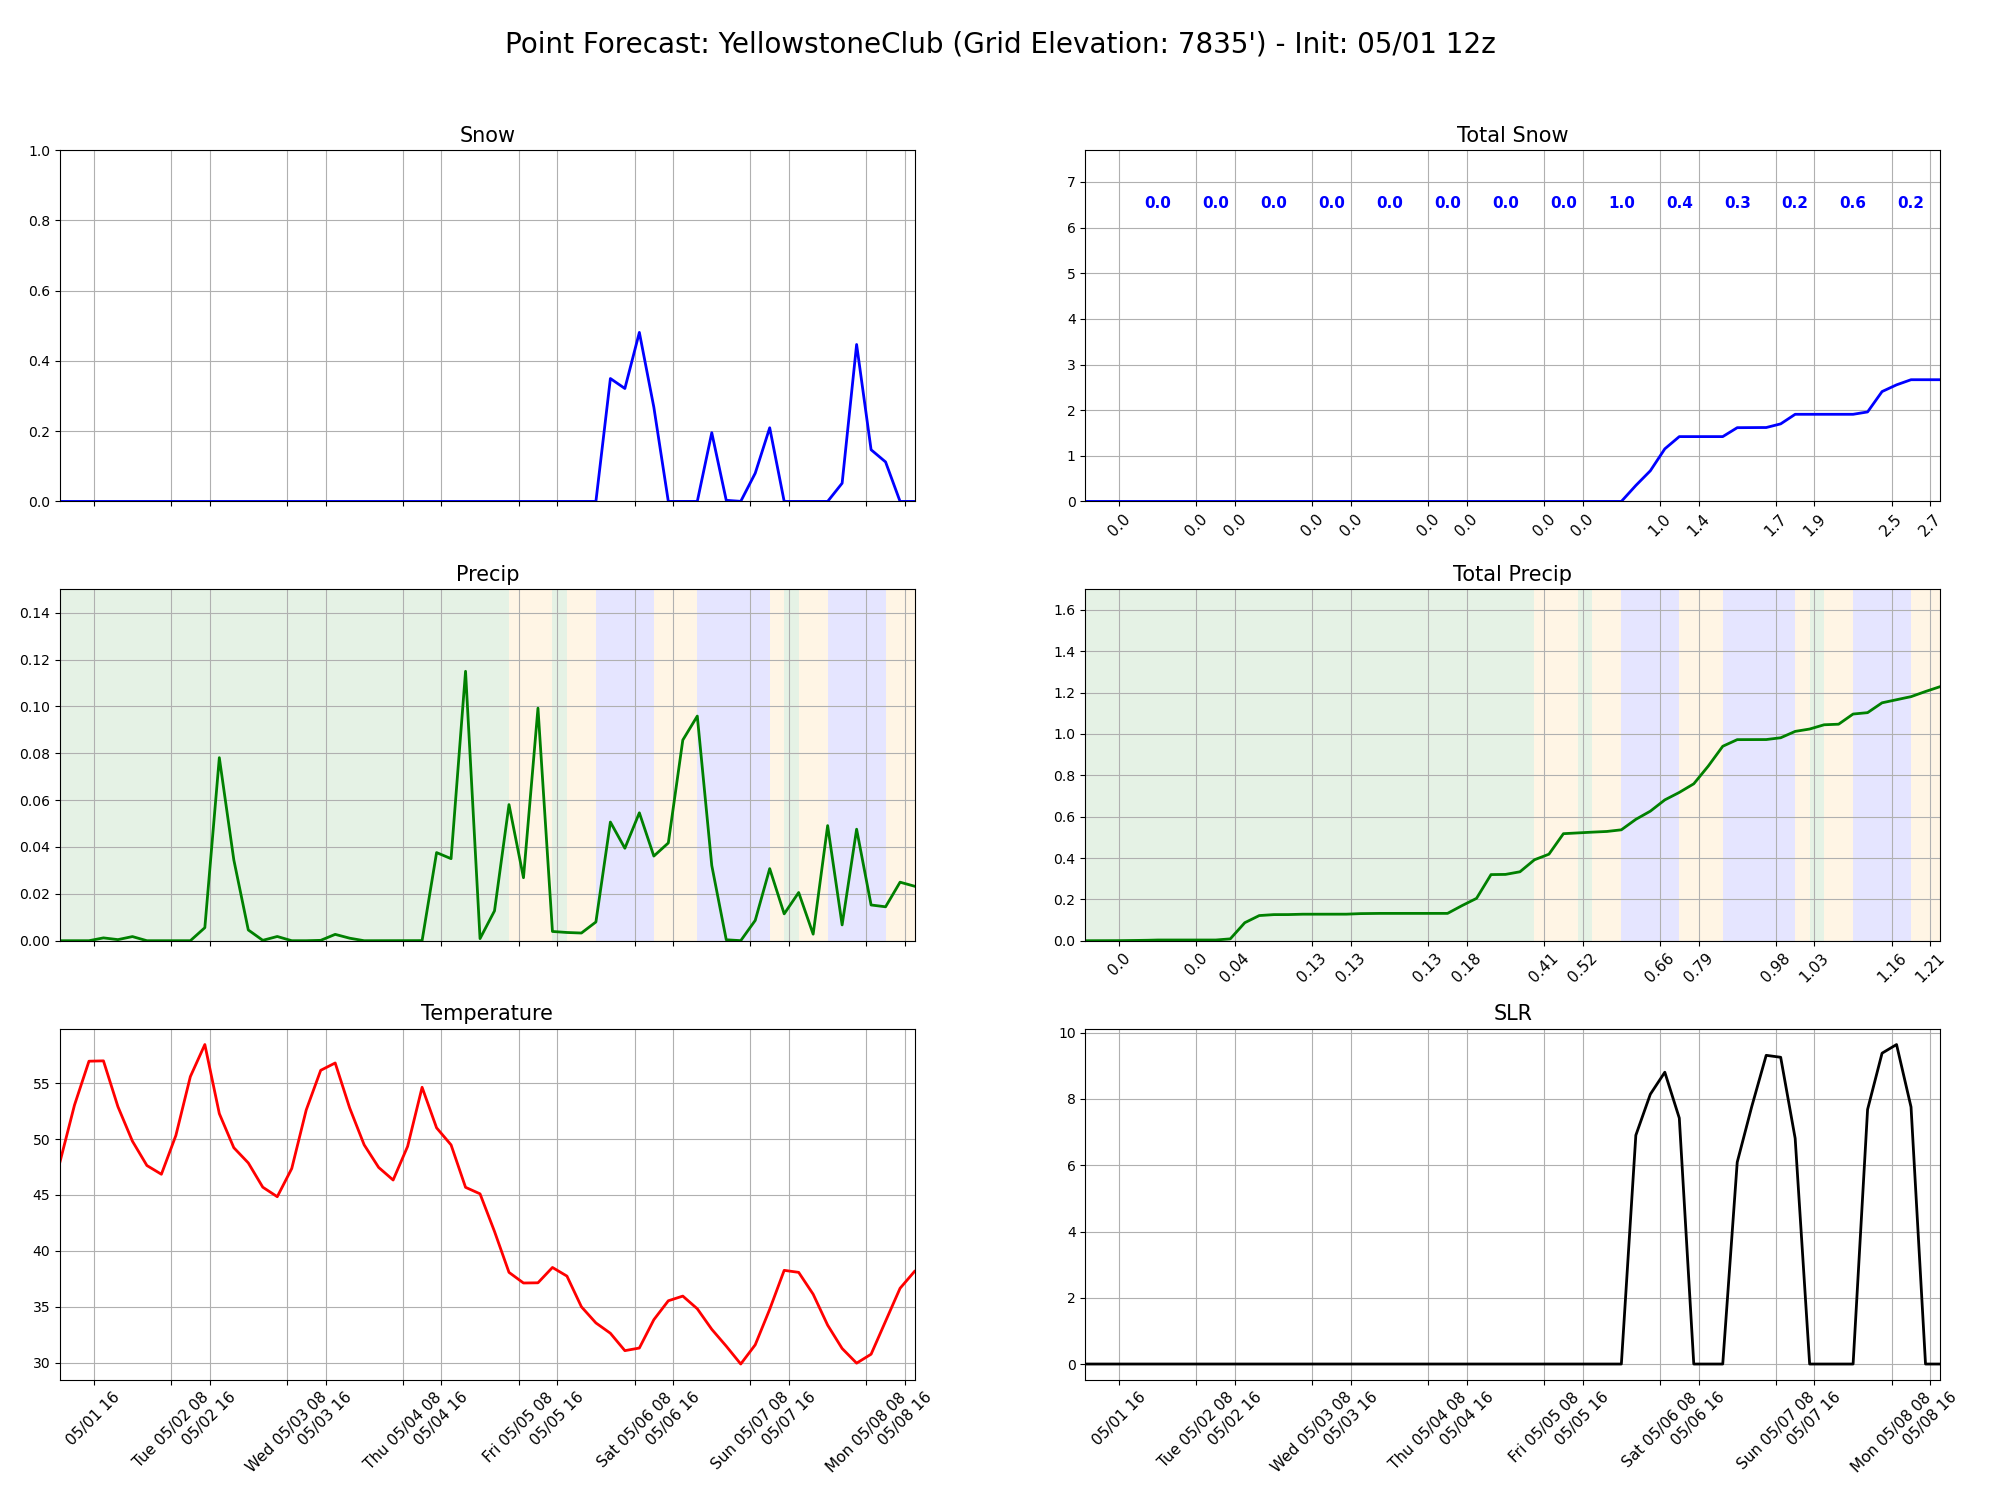 Point Forecast: YellowstoneClub (Grid Elevation: 7835') - Init: 05/01 12z
Snow
1.0
0.8
0.6
0.4
0.2
0.0
Total Snow
7
6
5
4
3
2
1
0
0.0 0.0 0.0 0.0 0.0 0.0 0.0 0.0 1.0 0.4 0.3 0.2 0.6 0.2
0.0 0.0 0.0 0.0 0.0 0.0 0.0 0.0 0.0 1.0 1.4 1.7 1.9 2.5 2.7
Precip
0.14
0.12
0.10
0.08
0.06
0.04
0.02
0.00
Total Precip
1.6
1.4
1.2
1.0
0.8
0.6
0.4
0.2
0.0
0.0 0.0 0.04 0.13 0.13 0.13 0.18 0.41 0.52 0.66 0.79 0.98 1.03 1.16 1.21
Temperature
55
50
45
40
35
30
05/01 16
Tue 05/02 08
05/02 16
Wed 05/03 08
05/03 16
Thu 05/04 08
05/04 16
Fri 05/05 08
05/05 16
Sat 05/06 08
05/06 16
Sun 05/07 08
05/07 16
Mon 05/08 08
05/08 16
SLR
10
8
6
4
2
0
05/01 16
Tue 05/02 08
05/02 16
Wed 05/03 08
05/03 16
Thu 05/04 08
05/04 16
Fri 05/05 08
05/05 16
Sat 05/06 08
05/06 16
Sun 05/07 08
05/07 16
Mon 05/08 08
05/08 16